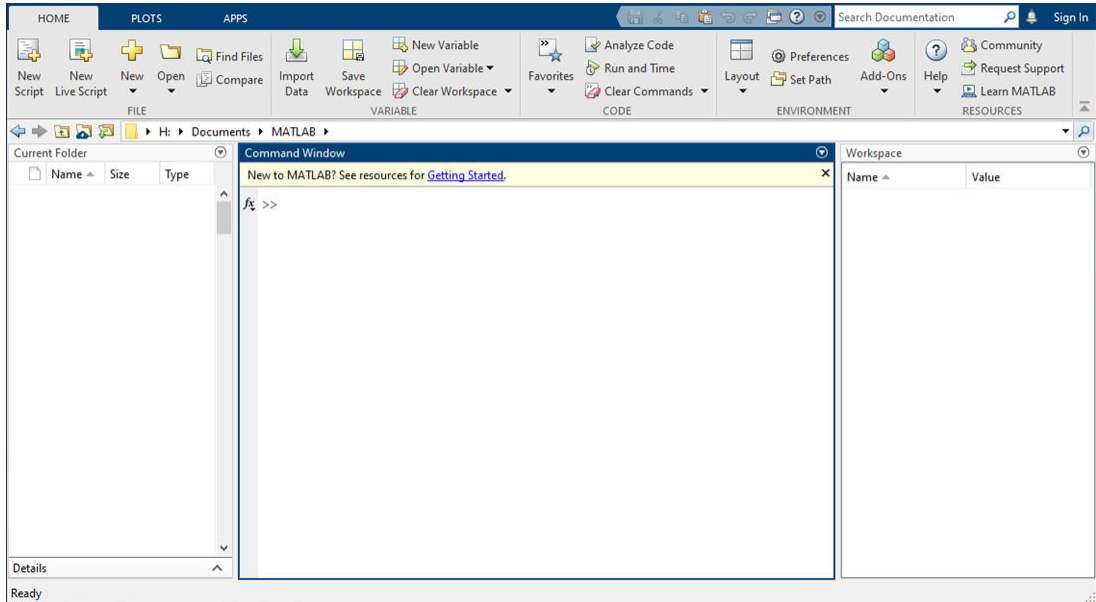 HOME PLOTS APPS Search Documentation Sign In
New Script
New Live Script
New
Open
Find Files
Compare
FILE
Import Data
Save Workspace
New Variable
Open Variable
Clear Workspace
VARIABLE
Favorites
Analyze Code
Run and Time
Clear Commands
CODE
Layout
Preferences
Set Path
Add-Ons
ENVIRONMENT
Help
Community
Request Support
Learn MATLAB
RESOURCES
H: Documents MATLAB
Current Folder
Name Size Type
Details
Command Window
New to MATLAB? See resources for Getting Started.
fx >>
Workspace
Name Value
Ready